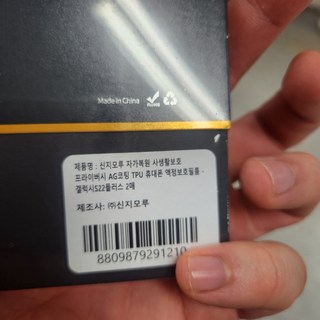 Made in China
RoHS
제품명 : 신지모루 자가복원 사생활보호
프라이버시 AG코팅 TPU 휴대폰 액정보호필름 -
갤럭시S22플러스 2매
제조사: ㈜신지모루
8809879291210